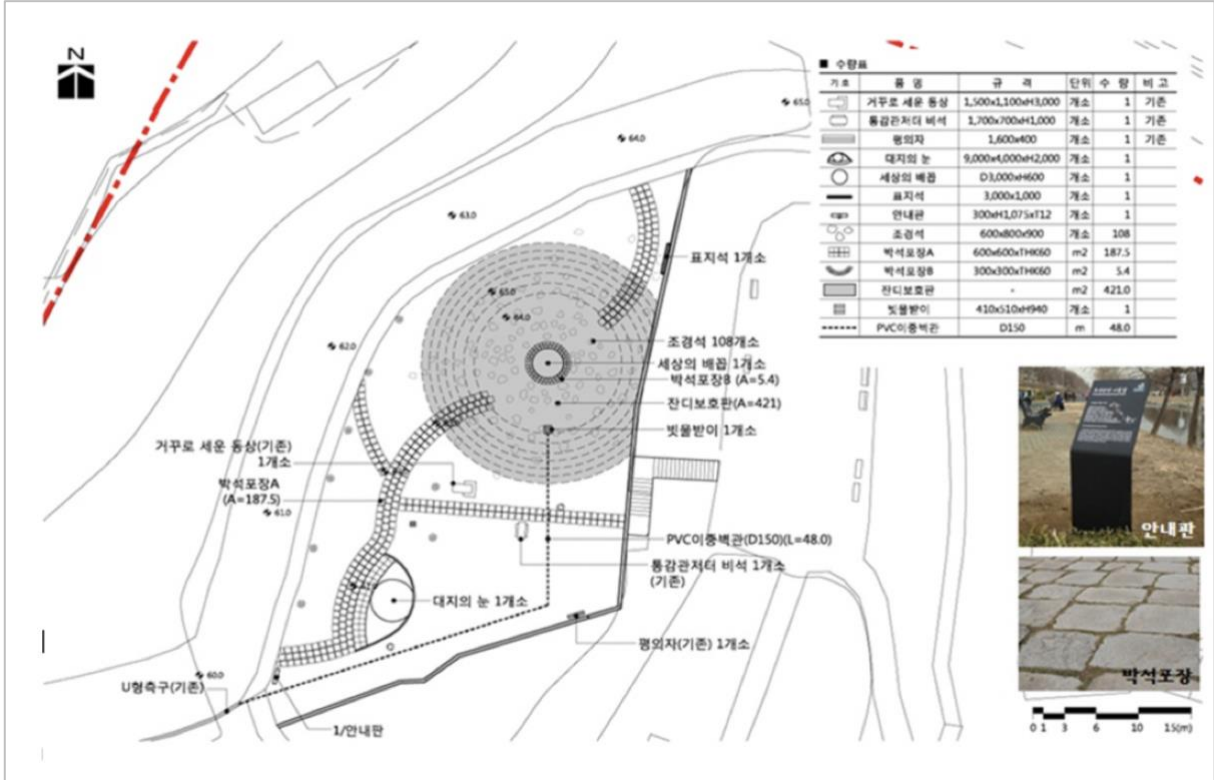 N
■ 수량표
기호 품 명 규 격 단위 수 량 비 고
거꾸로 세운 동상 1,500x1,100xH3,000 개소 1 기존
통감관저터 비석 1,700x700xH1,000 개소 1 기존
평의자 1,600x400 개소 1 기존
대지의 눈 9,000x4,000xH2,000 개소 1
세상의 배꼽 D3,000xH600 개소 1
표지석 3,000x1,000 개소 1
안내판 300xH1,075xT12 개소 1
조경석 600x800x900 개소 108
박석포장A 600x600xTHK60 m2 187.5
박석포장B 300x300xTHK60 m2 5.4
잔디보호판 - m2 421.0
빗물받이 410x510xH940 개소 1
PVC이중벽관 D150 m 48.0
65.0
64.0
63.0
표지석 1개소
65.0
64.0
62.0
조경석 108개소
세상의 배꼽 1개소
박석포장B (A=5.4)
잔디보호판(A=421)
빗물받이 1개소
거꾸로 세운 동상(기존)
1개소
박석포장A
(A=187.5)
61.0
PVC이중벽관(D150)(L=48.0)
통감관저터 비석 1개소
(기존)
대지의 눈 1개소
평의자(기존) 1개소
60.0
U형측구(기존)
1/안내판
안내판
박석포장
0 1 3 6 10 15(m)